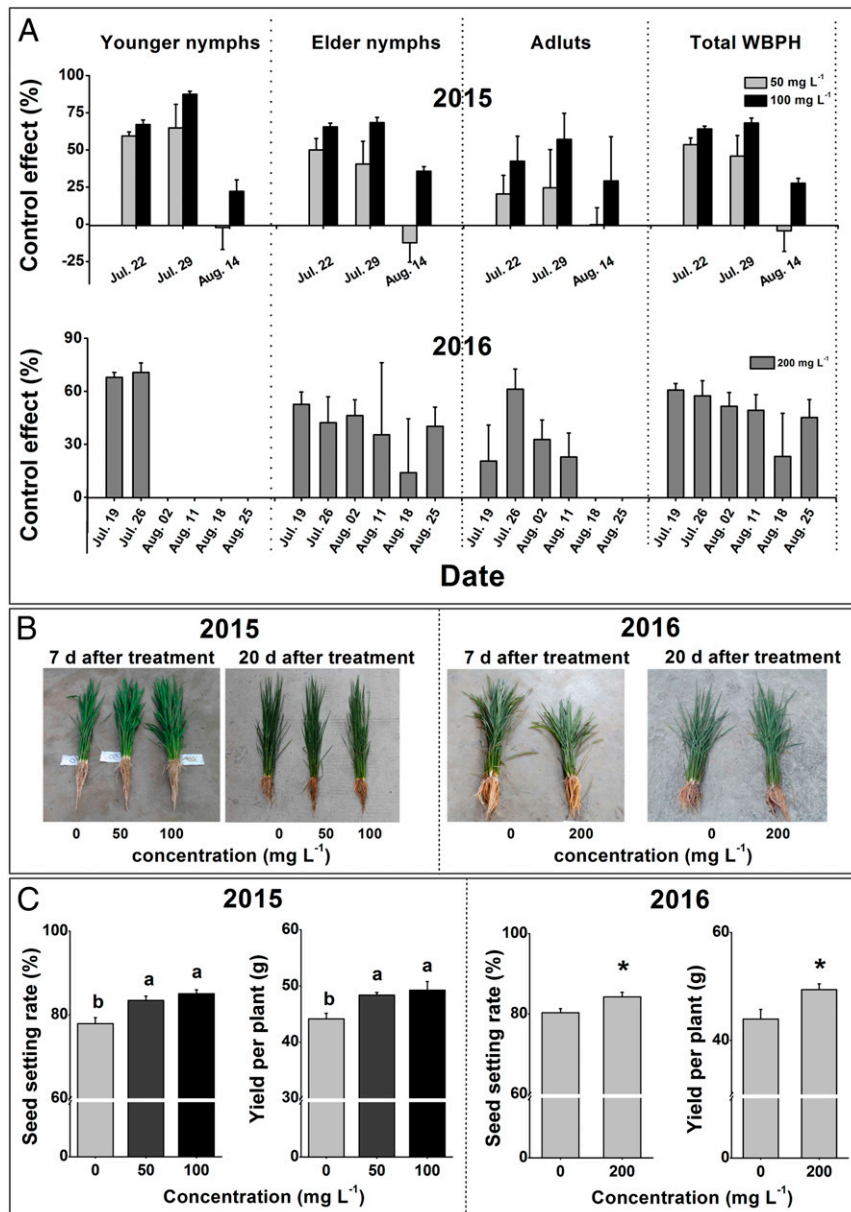 A
Younger nymphs Elder nymphs Adluts Total WBPH
2015
50 mg L⁻¹
100 mg L⁻¹
Control effect (%)
100
75
50
25
0
-25
Jul. 22 Jul. 29 Aug. 14 Jul. 22 Jul. 29 Aug. 14 Jul. 22 Jul. 29 Aug. 14 Jul. 22 Jul. 29 Aug. 14
2016
200 mg L⁻¹
Control effect (%)
90
60
30
0
Jul. 19 Jul. 26 Aug. 02 Aug. 11 Aug. 18 Aug. 25 Jul. 19 Jul. 26 Aug. 02 Aug. 11 Aug. 18 Aug. 25 Jul. 19 Jul. 26 Aug. 02 Aug. 11 Aug. 18 Aug. 25 Jul. 19 Jul. 26 Aug. 02 Aug. 11 Aug. 18 Aug. 25
Date
B
2015
7 d after treatment 20 d after treatment
0 50 100 0 50 100
concentration (mg L⁻¹)
2016
7 d after treatment 20 d after treatment
0 200 0 200
concentration (mg L⁻¹)
C
2015
Seed setting rate (%)
100
80
60
0
b a a
0 50 100
Yield per plant (g)
60
50
40
30
0
b a a
0 50 100
Concentration (mg L⁻¹)
2016
Seed setting rate (%)
100
80
60
0
*
0 200
Yield per plant (g)
60
40
0
*
0 200
Concentration (mg L⁻¹)